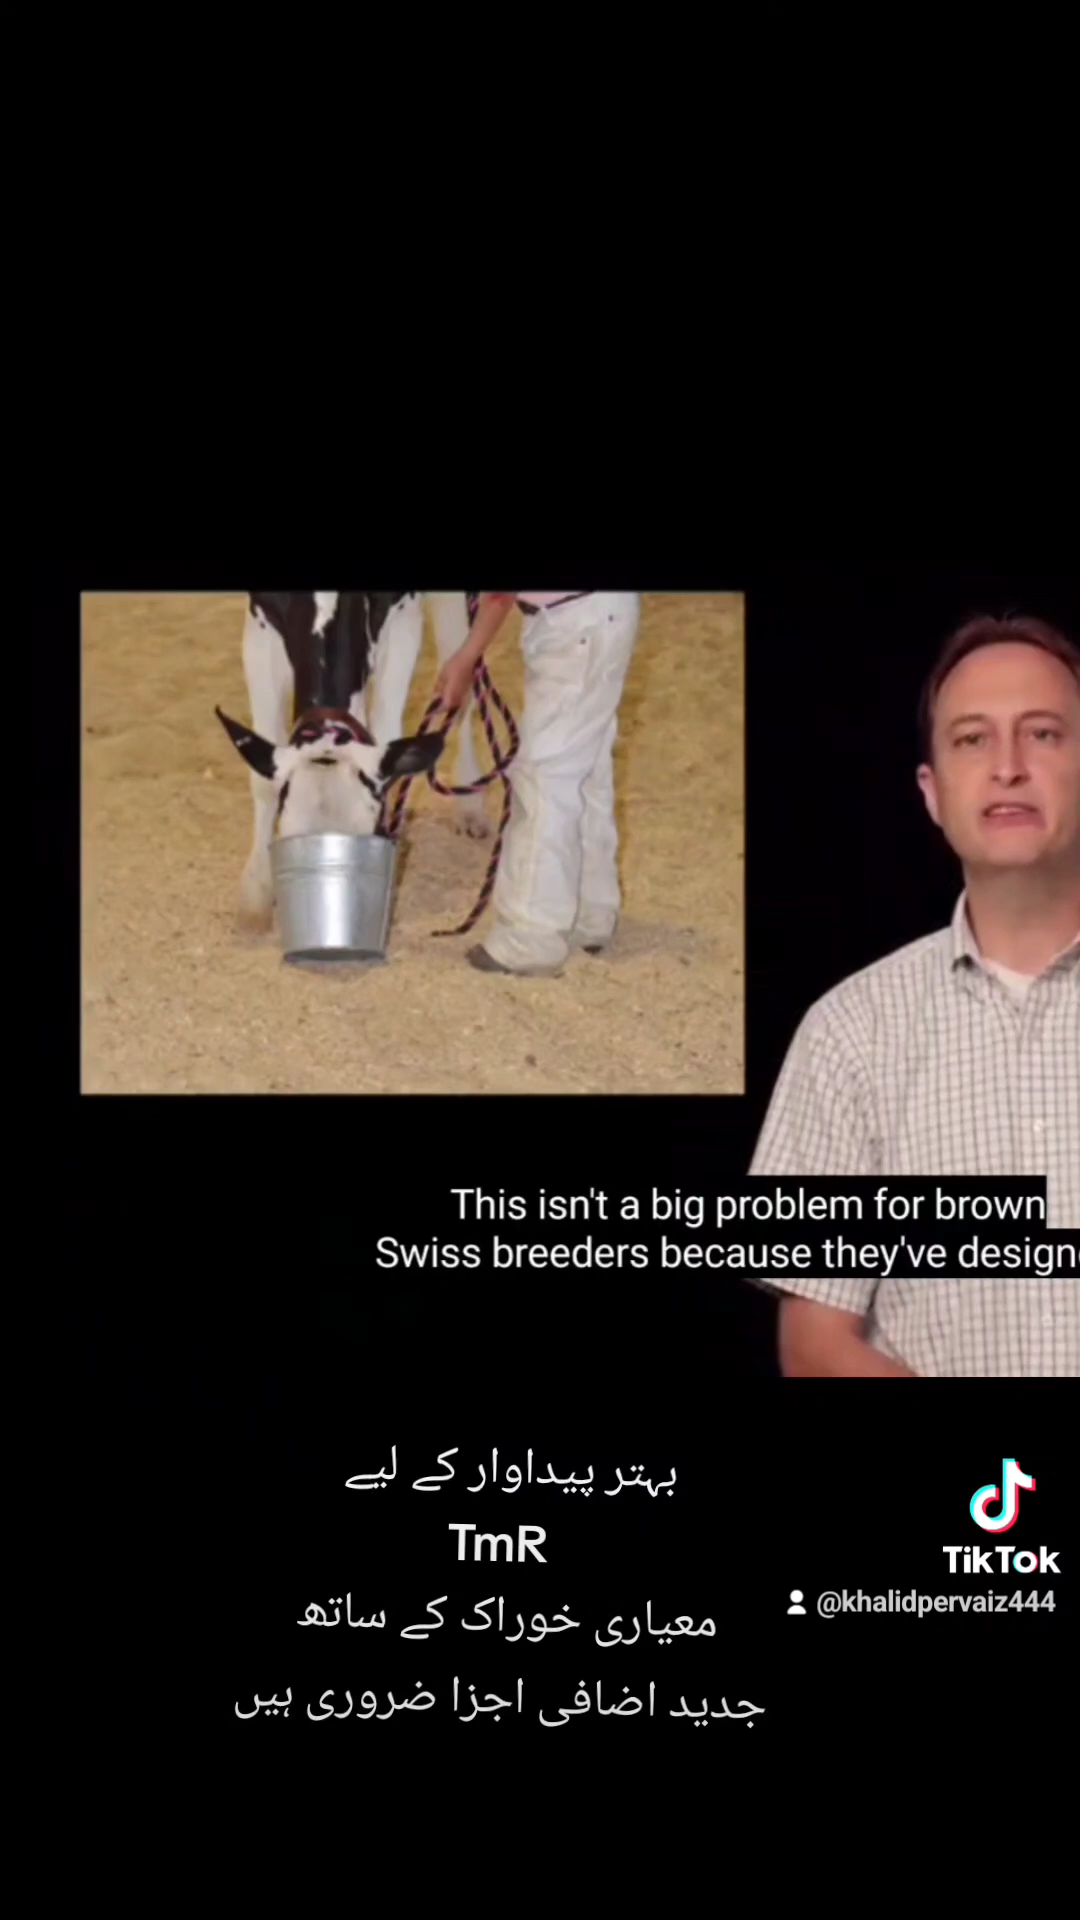 This isn't a big problem for brown
Swiss breeders because they've
بہتر پیداوار کے لیے
TmR
معیاری خوراک کے ساتھ
جدید اضافی اجزا ضروری ہیں
TikTok
@khalidpervaiz444